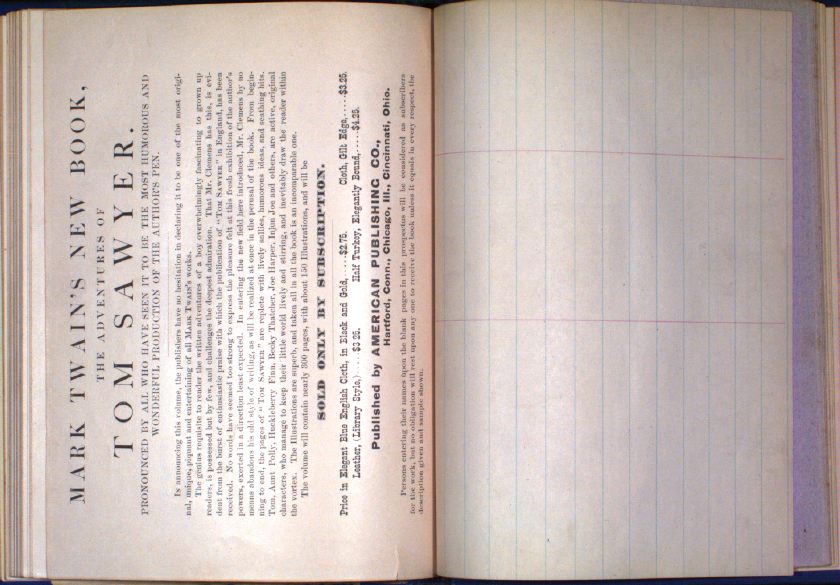 MARK TWAIN'S NEW BOOK,
THE ADVENTURES OF
TOM SAWYER.
PRONOUNCED BY ALL WHO HAVE SEEN IT TO BE THE MOST HUMOROUS AND
WONDERFUL PRODUCTION OF THE AUTHOR'S PEN.
In announcing this volume, the publishers have no hesitation in declaring it to be one of the most origi-
nal, unique, piquant and entertaining of all Mark Twain's works.
The genius requisite to render the written adventures of a boy overwhelmingly fascinating to grown up
readers, is possessed but by few, and challenges the deepest admiration. That Mr. Clemens has this, is evi-
dent from the burst of enthusiastic praise with which the publication of "Tom Sawyer" in England, has been
received. No words have seemed too strong to express the pleasure felt at this fresh exhibition of the author's
powers, exerted in a direction least expected. In entering the new field here introduced, Mr. Clemens by no
means abandons his old style of writing, as will be realized at once in the perusal of the book. From begin-
ning to end, the pages of "Tom Sawyer" are replete with lively sallies, humorous ideas, and scathing hits.
Tom, Aunt Polly, Huckleberry Finn, Becky Thatcher, Joe Harper, Injun Joe and others, are active, original
characters, who manage to keep their little world lively and stirring, and inevitably draw the reader within
the vortex. The Illustrations are superb, and taken all in all the book is an incomparable one.
The volume will contain nearly 300 pages, with about 150 Illustrations, and will be
SOLD ONLY BY SUBSCRIPTION.
Price in Elegant Blue English Cloth, in Black and Gold,.....$2.75. Cloth, Gilt Edge,.....$3.25.
Leather, (Library Style,)....$3 25. Half Turkey, Elegantly Bound,....$4.25.
Published by AMERICAN PUBLISHING CO.,
Hartford, Conn., Chicago, Ill., Cincinnati, Ohio.
Persons entering their names upon the blank pages in this prospectus will be considered as subscribers
for the work, but no obligation will rest upon any one to receive the book unless it equals in every respect, the
description given and sample shown.